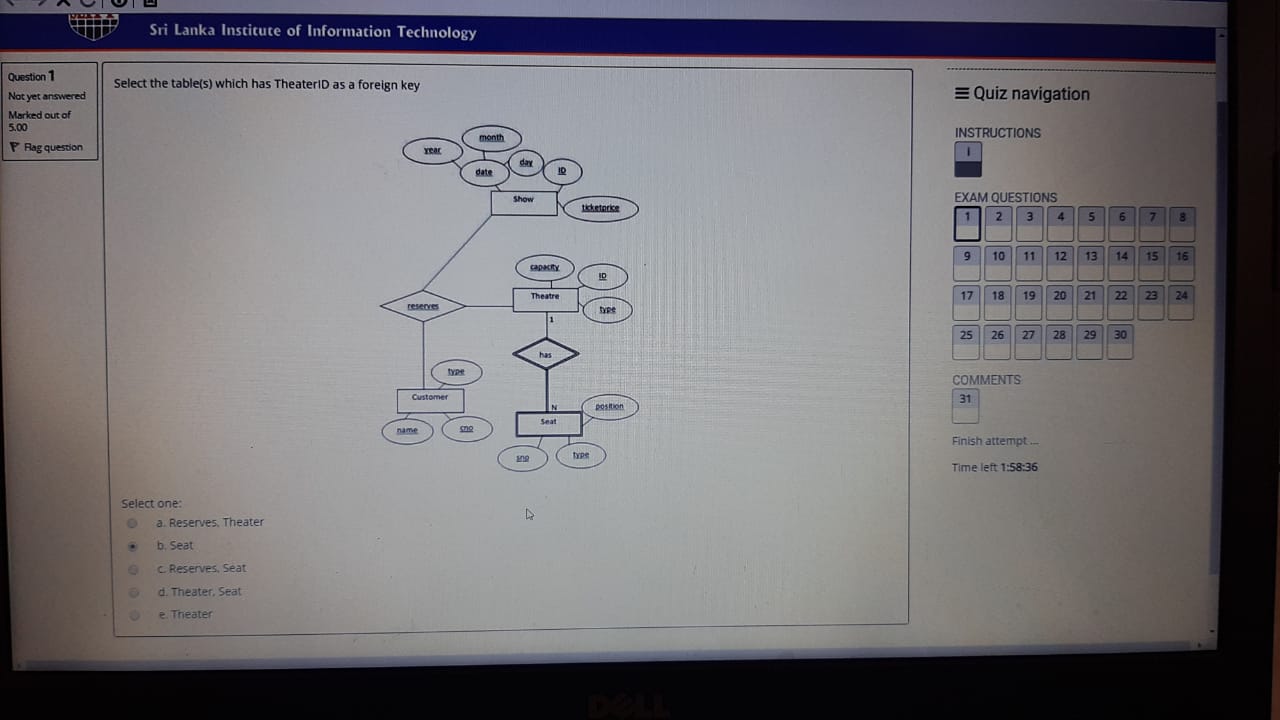 Sri Lanka Institute of Information Technology
Question 1
Not yet answered
Marked out of
5.00
Flag question
Select the table(s) which has TheaterID as a foreign key
month
year
day
date
ID
Show
ticketprice
capacity
ID
Theatre
reserves
type
1
has
type
Customer
N
position
Seat
name
cno
sno
type
Select one:
a. Reserves, Theater
b. Seat
c. Reserves, Seat
d. Theater, Seat
e. Theater
Quiz navigation
INSTRUCTIONS
i
EXAM QUESTIONS
1 2 3 4 5 6 7 8
9 10 11 12 13 14 15 16
17 18 19 20 21 22 23 24
25 26 27 28 29 30
COMMENTS
31
Finish attempt ...
Time left 1:58:36
DELL